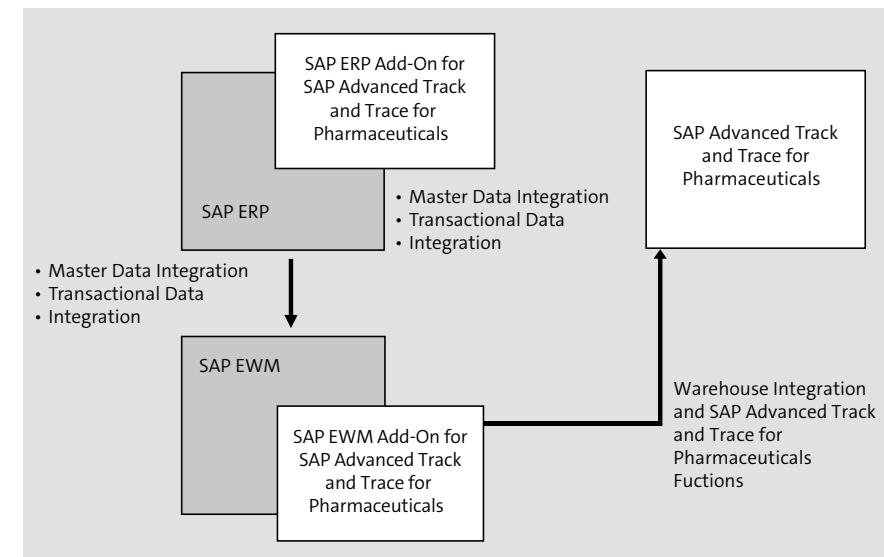 SAP ERP Add-On for
SAP Advanced Track
and Trace for
Pharmaceuticals
SAP Advanced Track
and Trace for
Pharmaceuticals
SAP ERP
• Master Data Integration
• Transactional Data
• Integration
• Master Data Integration
• Transactional Data
• Integration
SAP EWM
Warehouse Integration
and SAP Advanced Track
and Trace for
Pharmaceuticals
Fuctions
SAP EWM Add-On for
SAP Advanced Track
and Trace for
Pharmaceuticals